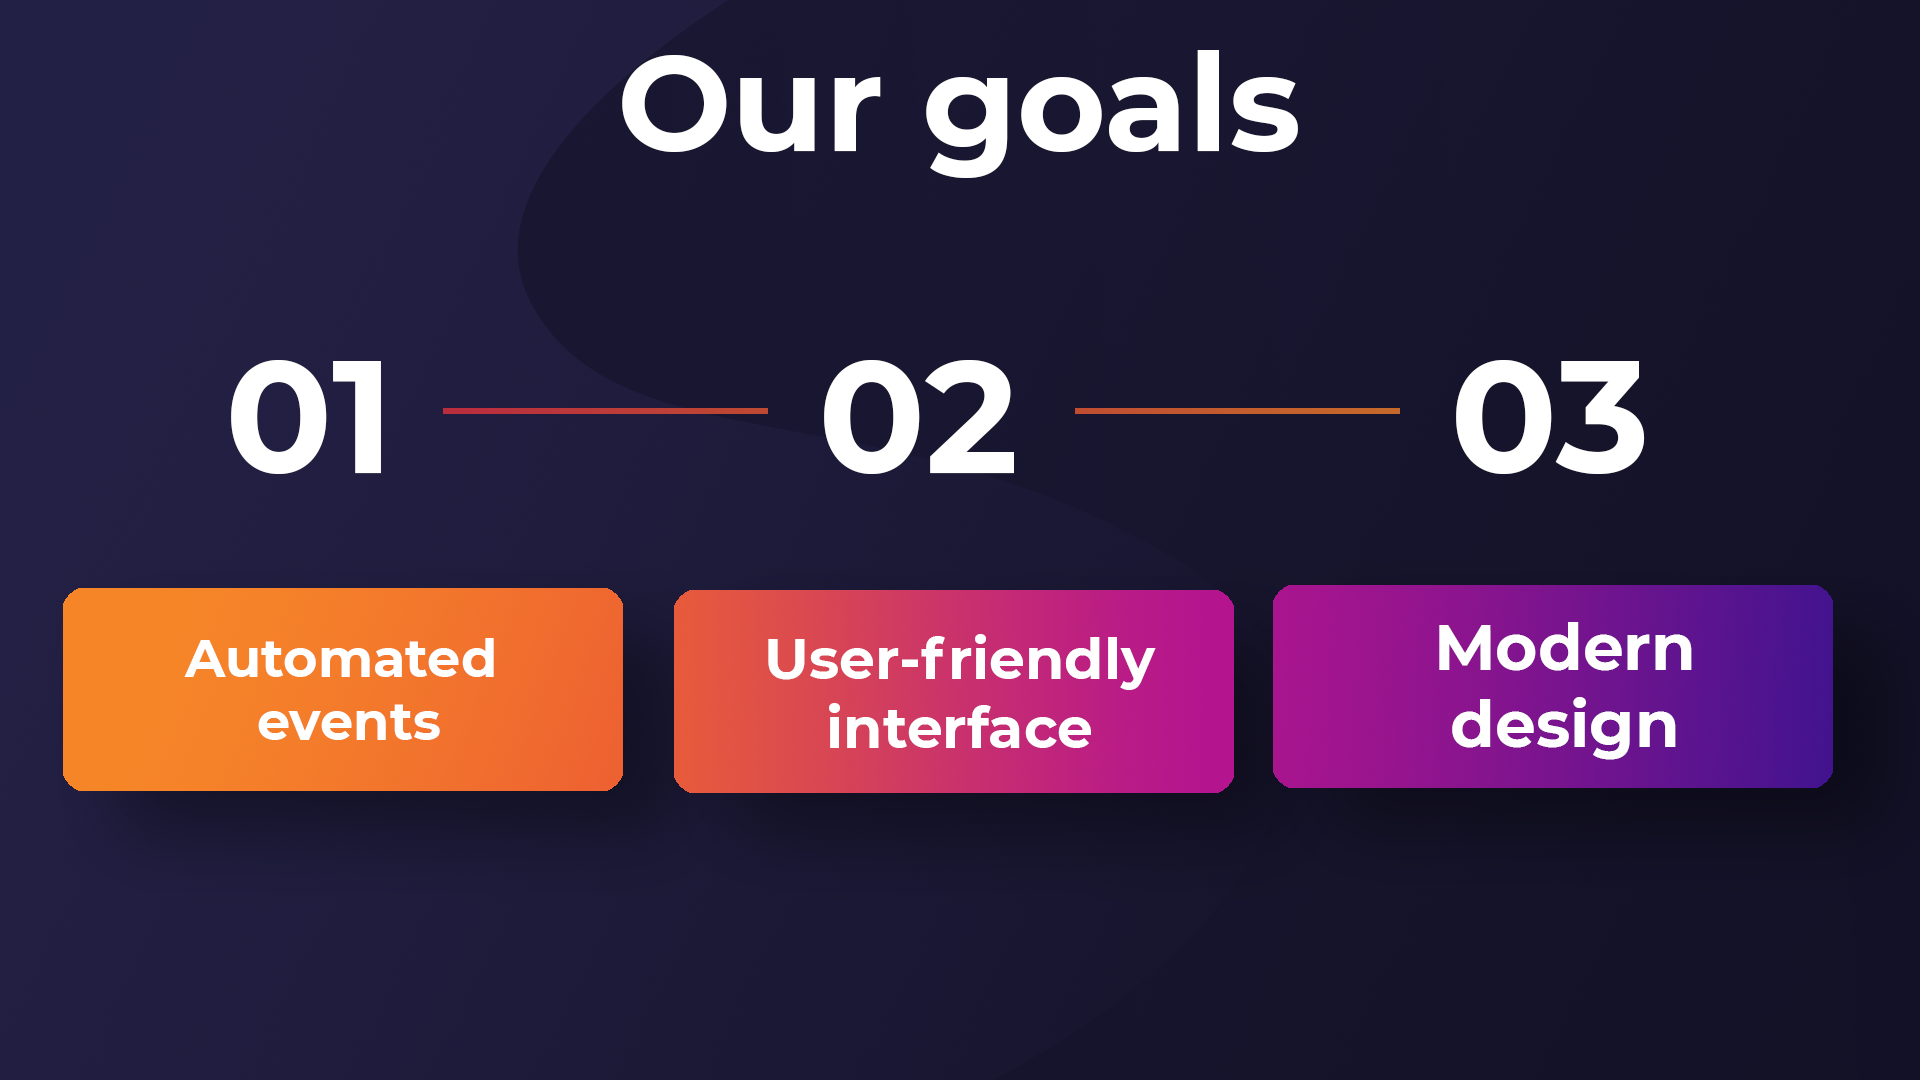 Our goals
01
02
03
Automated
events
User-friendly
interface
Modern
design